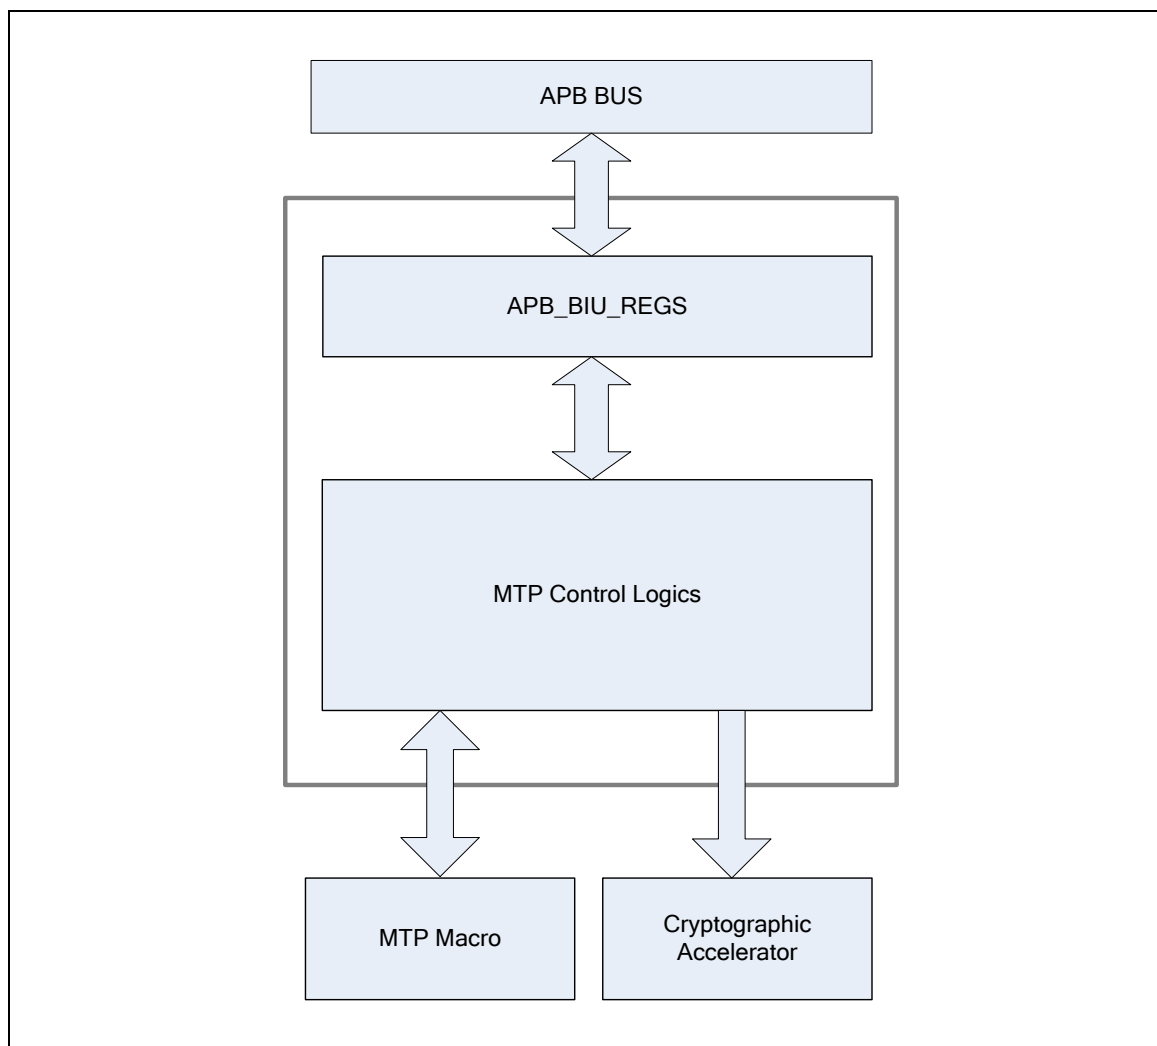 APB BUS
APB_BIU_REGS
MTP Control Logics
MTP Macro
Cryptographic
Accelerator